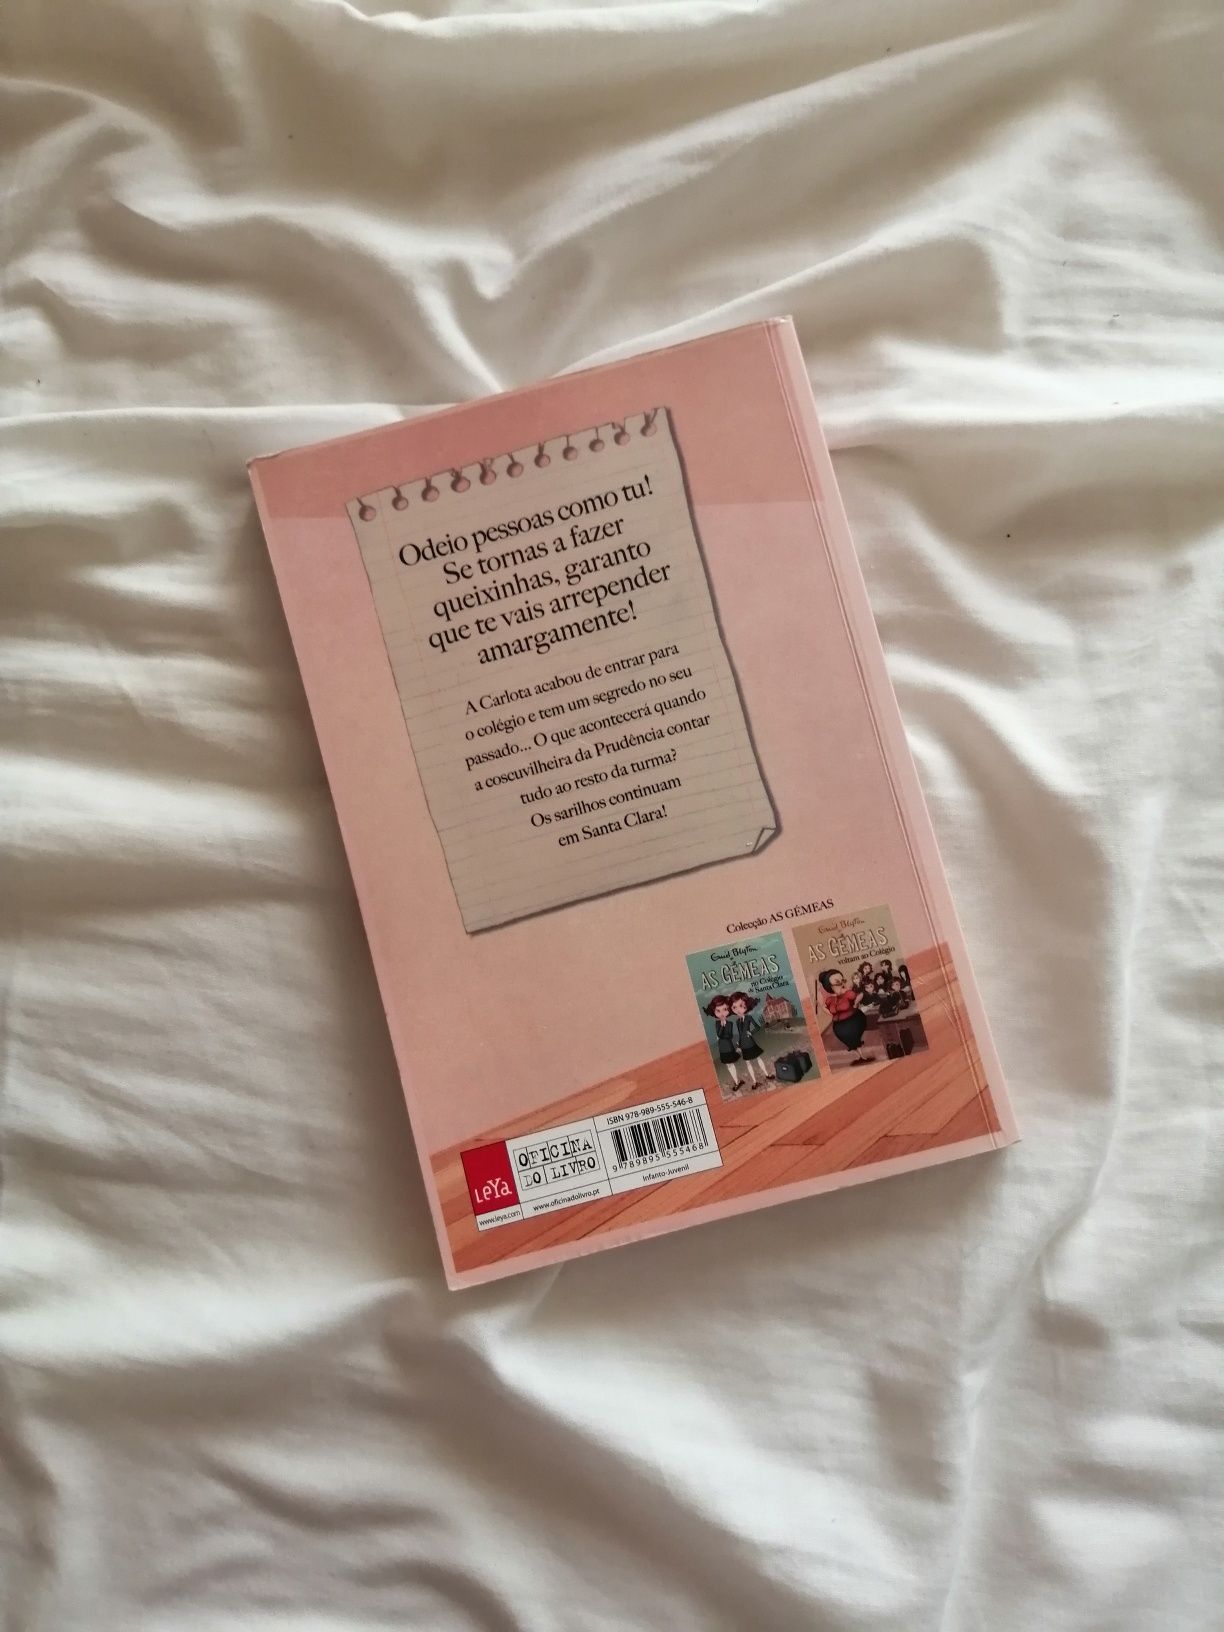 Odeio pessoas como tu!
Se tornas a fazer
queixinhas, garanto
que te vais arrepender
amargamente!
A Carlota acabou de entrar para
o colégio e tem um segredo no seu
passado... O que acontecerá quando
a coscuvilheira da Prudência contar
tudo ao resto da turma?
Os sarilhos continuam
em Santa Clara!
Colecção AS GÉMEAS
Enid Blyton
AS GÉMEAS
no Colégio
de Santa Clara
Enid Blyton
AS GÉMEAS
voltam ao Colégio
LeYa
www.leya.com
OFICINA
DO LIVRO
www.oficinadolivro.pt
ISBN 978-989-555-546-8
9 789895 555468
Infanto-Juvenil